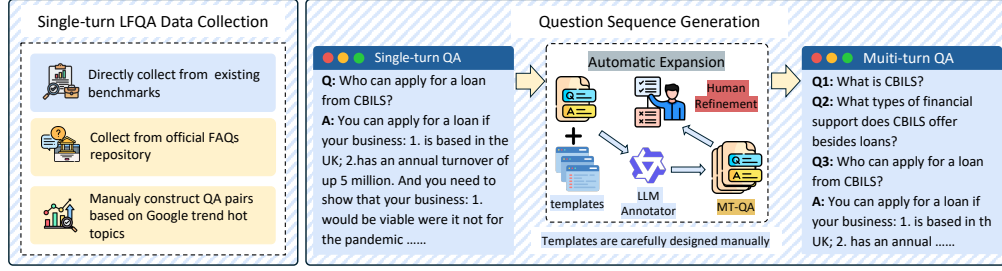 Single-turn LFQA Data Collection
Directly collect from existing
benchmarks
Collect from official FAQs
repository
Manualy construct QA pairs
based on Google trend hot
topics
Question Sequence Generation
Single-turn QA
Q: Who can apply for a loan
from CBILS?
A: You can apply for a loan if
your business: 1. is based in the
UK; 2.has an annual turnover of
up 5 million. And you need to
show that your business: 1.
would be viable were it not for
the pandemic ......
Automatic Expansion
Q
A
Human
Refinement
templates
LLM
Annotator
Q
A
MT-QA
Templates are carefully designed manually
Muiti-turn QA
Q1: What is CBILS?
Q2: What types of financial
support does CBILS offer
besides loans?
Q3: Who can apply for a loan
from CBILS?
A: You can apply for a loan if
your business: 1. is based in th
UK; 2. has an annual ......